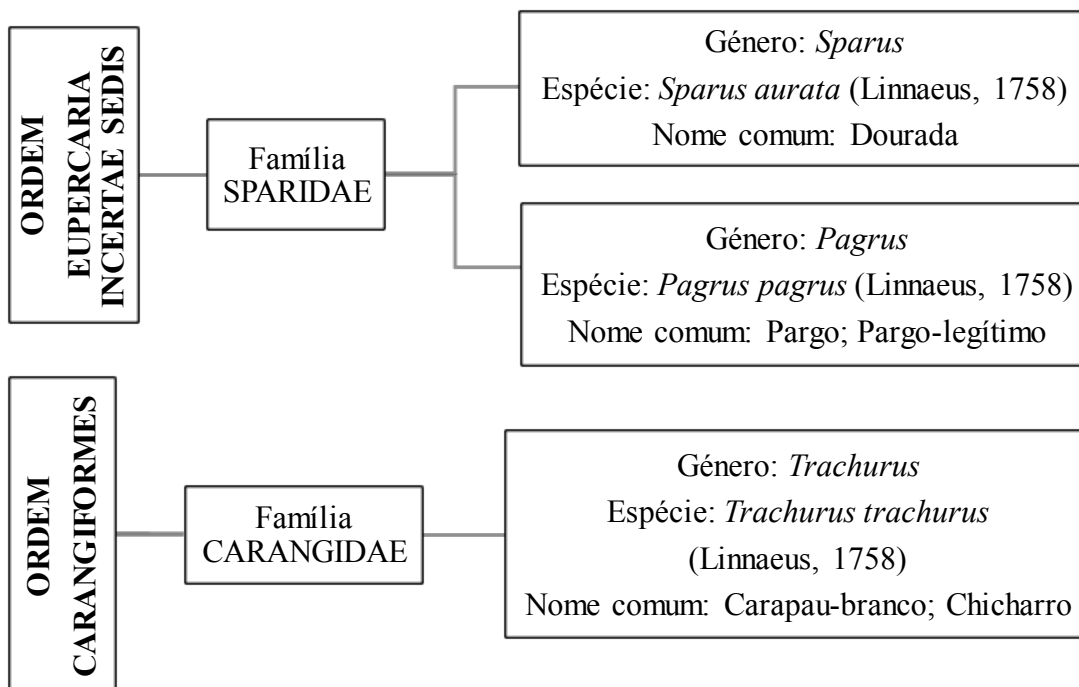 ORDEM
EUPERCARIA
INCERTAE SEDIS
Família
SPARIDAE
Género: Sparus
Espécie: Sparus aurata (Linnaeus, 1758)
Nome comum: Dourada
Género: Pagrus
Espécie: Pagrus pagrus (Linnaeus, 1758)
Nome comum: Pargo; Pargo-legítimo
ORDEM
CARANGIFORMES
Família
CARANGIDAE
Género: Trachurus
Espécie: Trachurus trachurus
(Linnaeus, 1758)
Nome comum: Carapau-branco; Chicharro